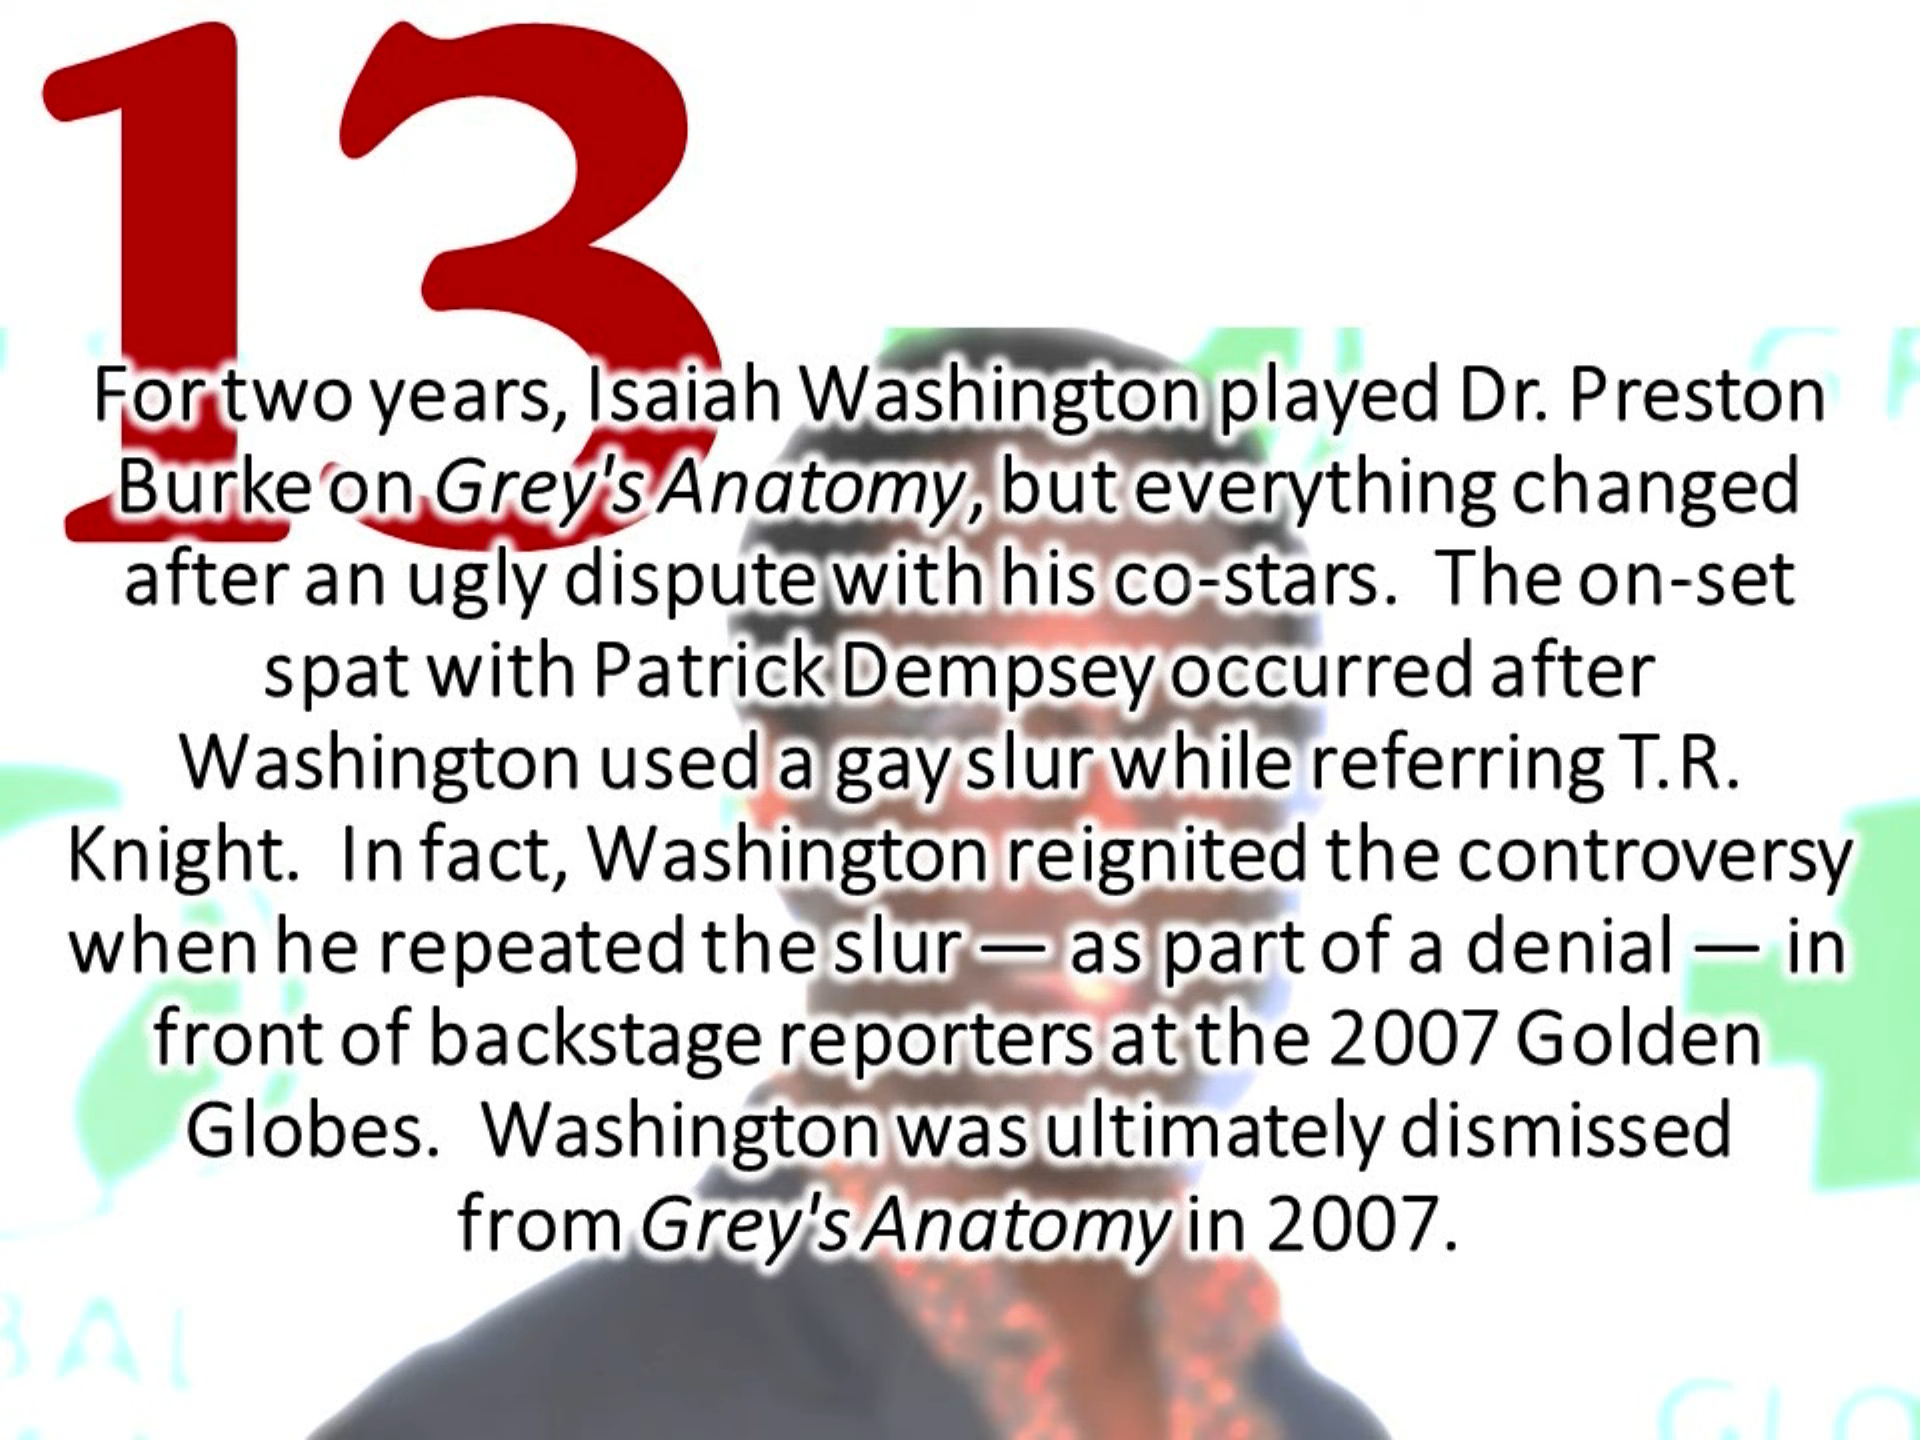 13
For two years, Isaiah Washington played Dr. Preston
Burke on Grey's Anatomy, but everything changed
after an ugly dispute with his co-stars.  The on-set
spat with Patrick Dempsey occurred after
Washington used a gay slur while referring T.R.
Knight.  In fact, Washington reignited the controversy
when he repeated the slur — as part of a denial — in
front of backstage reporters at the 2007 Golden
Globes.  Washington was ultimately dismissed
from Grey's Anatomy in 2007.
BAL
GLO